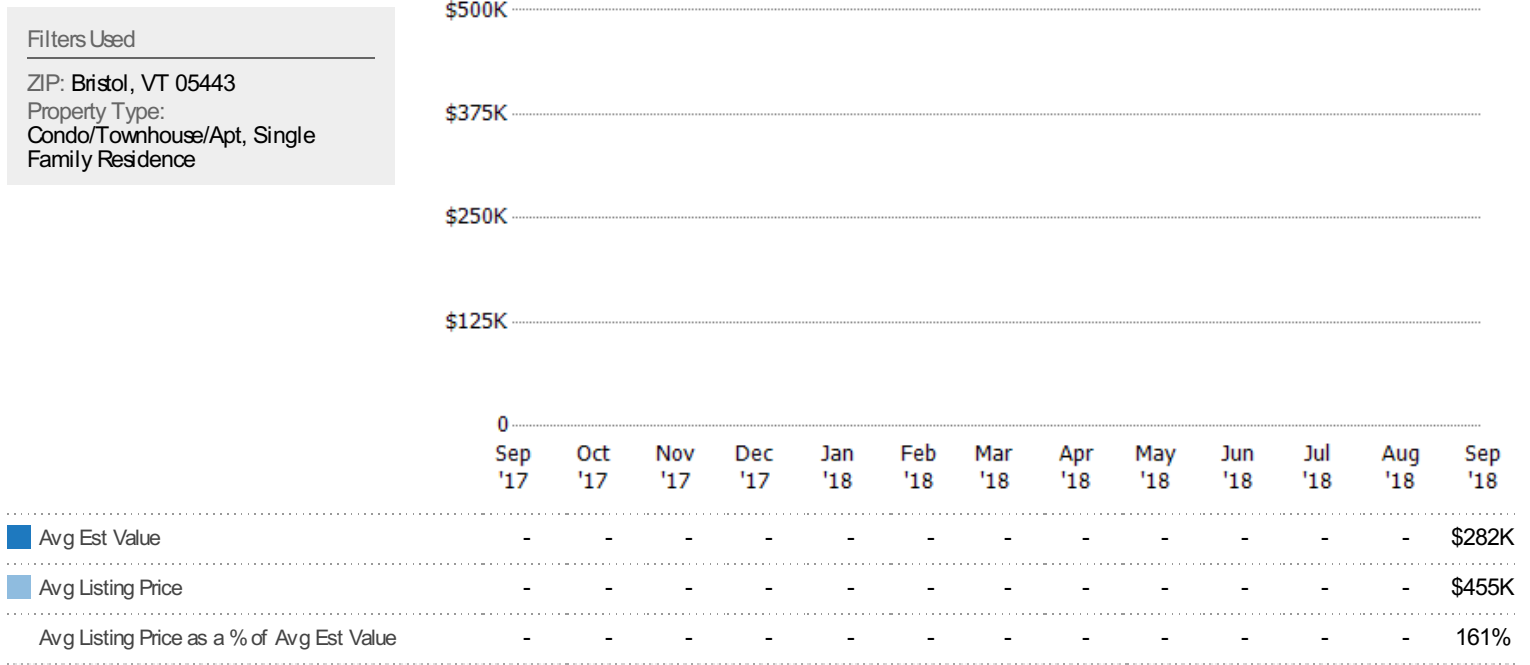 Filters Used
ZIP: Bristol, VT 05443
Property Type:
Condo/Townhouse/Apt, Single
Family Residence
$500K
$375K
$250K
$125K
0
Sep Oct Nov Dec Jan Feb Mar Apr May Jun Jul Aug Sep
'17 '17 '17 '17 '18 '18 '18 '18 '18 '18 '18 '18 '18
Avg Est Value - - - - - - - - - - - - $282K
Avg Listing Price - - - - - - - - - - - - $455K
Avg Listing Price as a % of Avg Est Value - - - - - - - - - - - - 161%